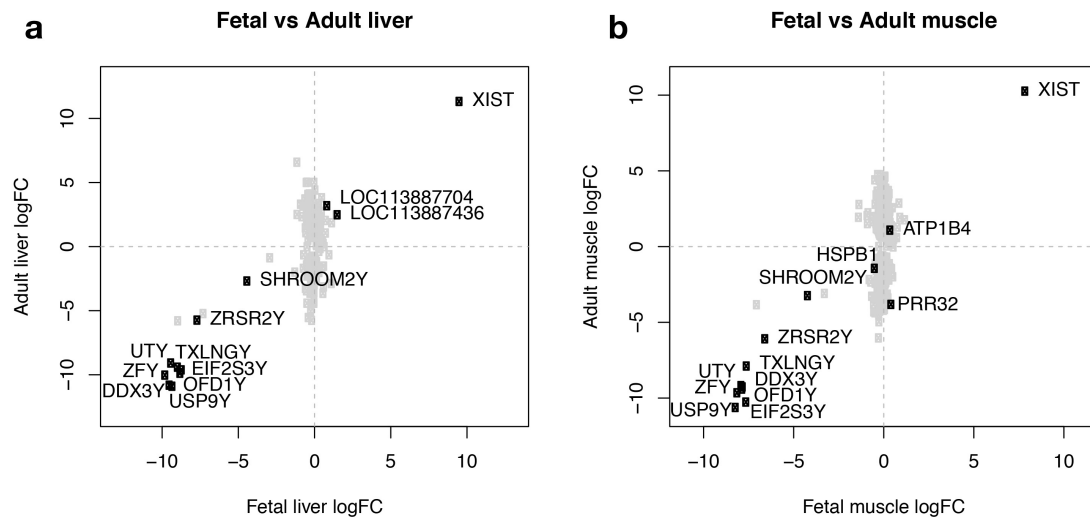 a
Fetal vs Adult liver
Adult liver logFC
10
5
0
−5
−10
XIST
LOC113887704
LOC113887436
SHROOM2Y
ZRSR2Y
UTY TXLNGY
ZFY EIF2S3Y
DDX3Y OFD1Y
USP9Y
−10 −5 0 5 10
Fetal liver logFC
b
Fetal vs Adult muscle
Adult muscle logFC
10
5
0
−5
−10
XIST
ATP1B4
HSPB1
SHROOM2Y
PRR32
ZRSR2Y
TXLNGY
UTY DDX3Y
ZFY OFD1Y
USP9Y EIF2S3Y
−10 −5 0 5 10
Fetal muscle logFC